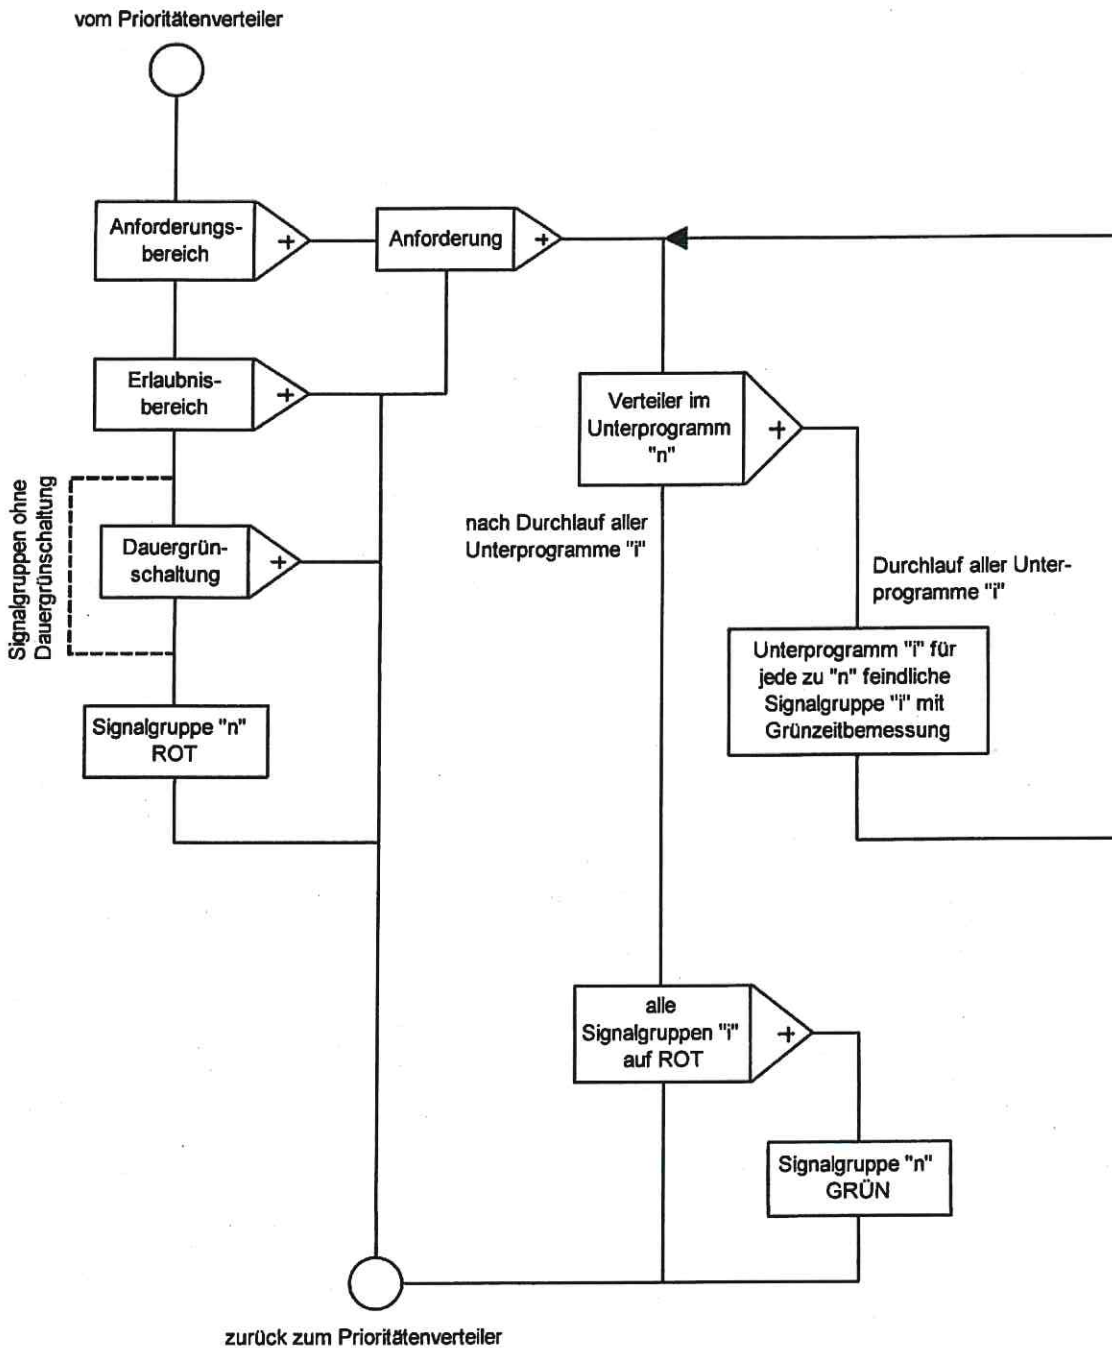 vom Prioritätenverteiler
Anforderungs-
bereich
+
Anforderung
+
Erlaubnis-
bereich
+
Verteiler im
Unterprogramm
"n"
+
Signalgruppen ohne
Dauergrünschaltung
nach Durchlauf aller
Unterprogramme "i"
Dauergrün-
schaltung
+
Durchlauf aller Unter-
programme "i"
Unterprogramm "i" für
jede zu "n" feindliche
Signalgruppe "i" mit
Grünzeitbemessung
Signalgruppe "n"
ROT
alle
Signalgruppen "i"
auf ROT
+
Signalgruppe "n"
GRÜN
zurück zum Prioritätenverteiler